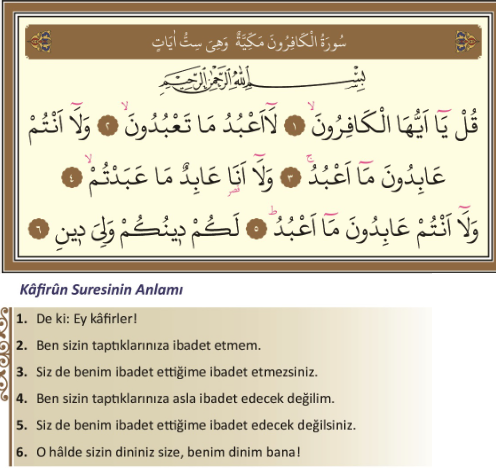 سُورَةُ الْكَافِرُونَ مَكِّيَّةٌ وَهِيَ سِتُّ اٰيَاتٍ
بِسْمِ اللّٰهِ الرَّحْمٰنِ الرَّحِيمِ
قُلْ يَٓا اَيُّهَا الْكَافِرُونَۙ ﴿١﴾ لَٓا اَعْبُدُ مَا تَعْبُدُونَۙ ﴿٢﴾ وَلَٓا اَنْتُمْ
عَابِدُونَ مَٓا اَعْبُدُۚ ﴿٣﴾ وَلَٓا اَنَا۬ عَابِدٌ مَا عَبَدْتُمْۙ ﴿٤﴾
وَلَٓا اَنْتُمْ عَابِدُونَ مَٓا اَعْبُدُۜ ﴿٥﴾ لَكُمْ د۪ينُكُمْ وَلِيَ د۪ينِ ﴿٦﴾
Kâfirûn Suresinin Anlamı
1. De ki: Ey kâfirler!
2. Ben sizin taptıklarınıza ibadet etmem.
3. Siz de benim ibadet ettiğime ibadet etmezsiniz.
4. Ben sizin taptıklarınıza asla ibadet edecek değilim.
5. Siz de benim ibadet ettiğime ibadet edecek değilsiniz.
6. O hâlde sizin dininiz size, benim dinim bana!